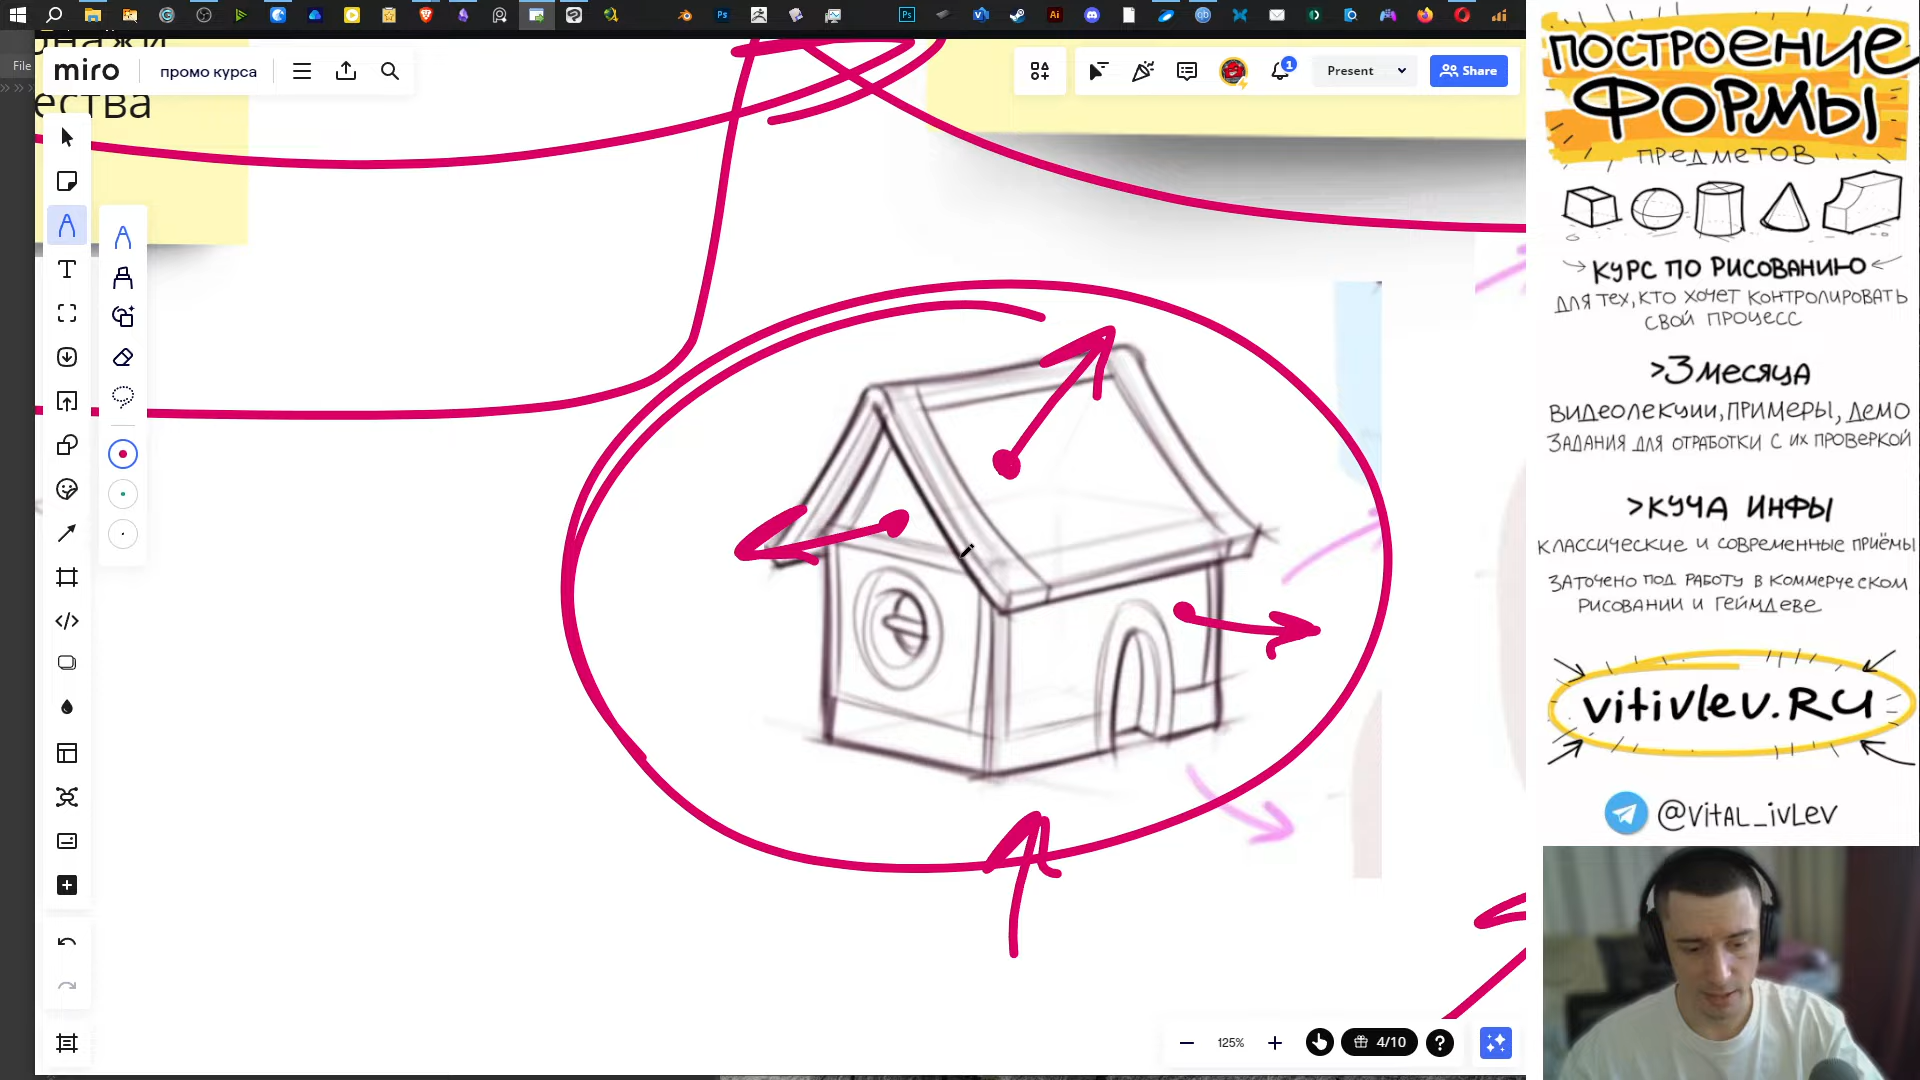 онажи
File
miro
промо курса
ества
1
Present
Share
125%
4/10
ПОСТРОЕНИЕ
ФОРМЫ
ПРЕДМЕТОВ
КУРС ПО РИСОВАНИЮ
ДЛЯ ТЕХ, КТО ХОЧЕТ КОНТРОЛИРОВАТЬ
СВОЙ ПРОЦЕСС
>3 месяца
ВИДЕОЛЕКЦИИ, ПРИМЕРЫ, ДЕМО
ЗАДАНИЯ ДЛЯ ОТРАБОТКИ С ИХ ПРОВЕРКОЙ
>КУЧА ИНФЫ
КЛАССИЧЕСКИЕ И СОВРЕМЕННЫЕ ПРИЁМЫ
ЗАТОЧЕНО ПОД РАБОТУ В КОММЕРЧЕСКОМ
РИСОВАНИИ И ГЕЙМДЕВЕ
vitivlev.RU
@VITAL_IVLEV